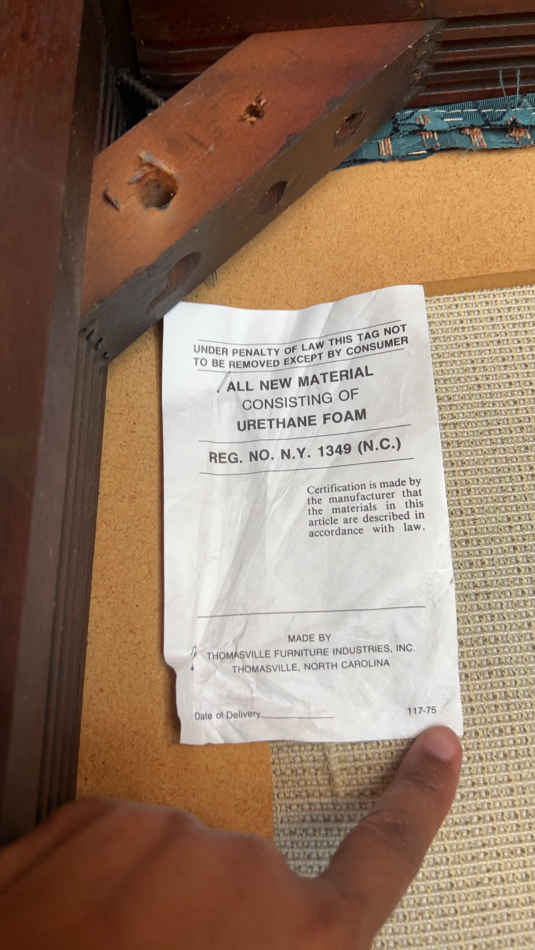 UNDER PENALTY OF LAW THIS TAG NOT
TO BE REMOVED EXCEPT BY CONSUMER
ALL NEW MATERIAL
CONSISTING OF
URETHANE FOAM
REG. NO. N.Y. 1349 (N.C.)
Certification is made by
the manufacturer that
the materials in this
article are described in
accordance with law.
MADE BY
THOMASVILLE FURNITURE INDUSTRIES, INC.
THOMASVILLE, NORTH CAROLINA
Date of Delivery
117-75